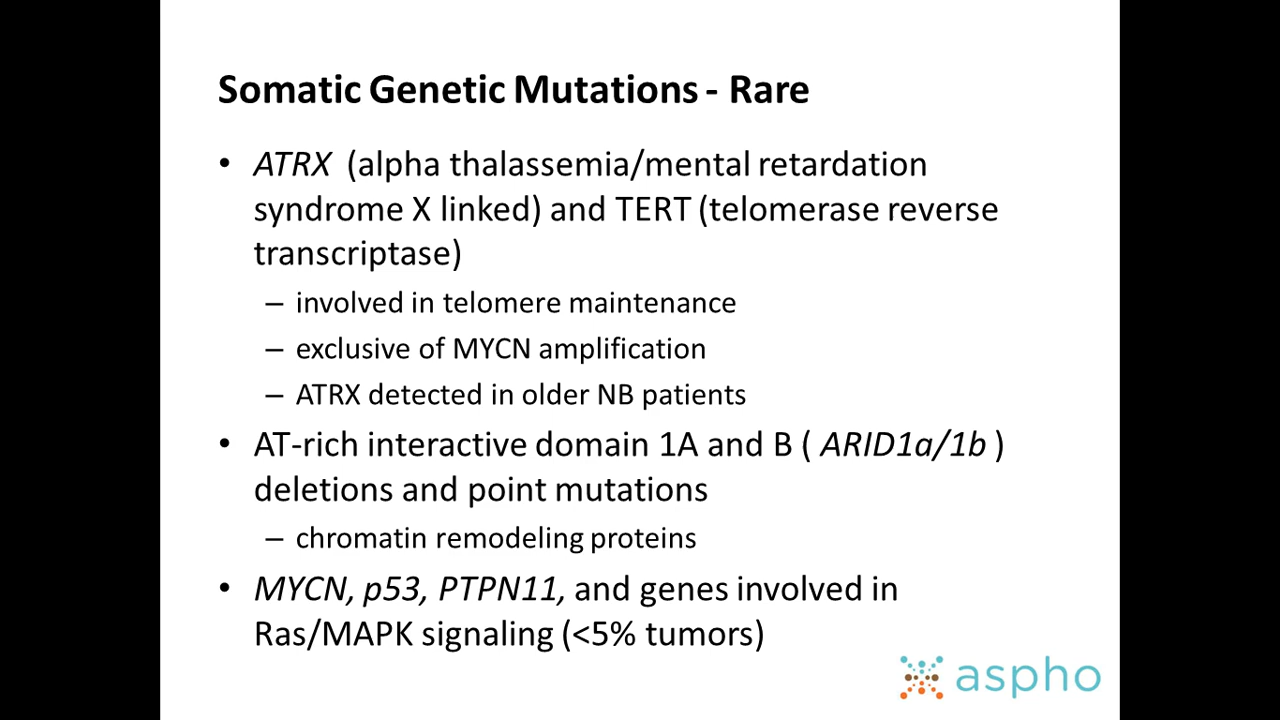 Somatic Genetic Mutations - Rare
• ATRX (alpha thalassemia/mental retardation
syndrome X linked) and TERT (telomerase reverse
transcriptase)
– involved in telomere maintenance
– exclusive of MYCN amplification
– ATRX detected in older NB patients
• AT-rich interactive domain 1A and B ( ARID1a/1b )
deletions and point mutations
– chromatin remodeling proteins
• MYCN, p53, PTPN11, and genes involved in
Ras/MAPK signaling (<5% tumors)
aspho